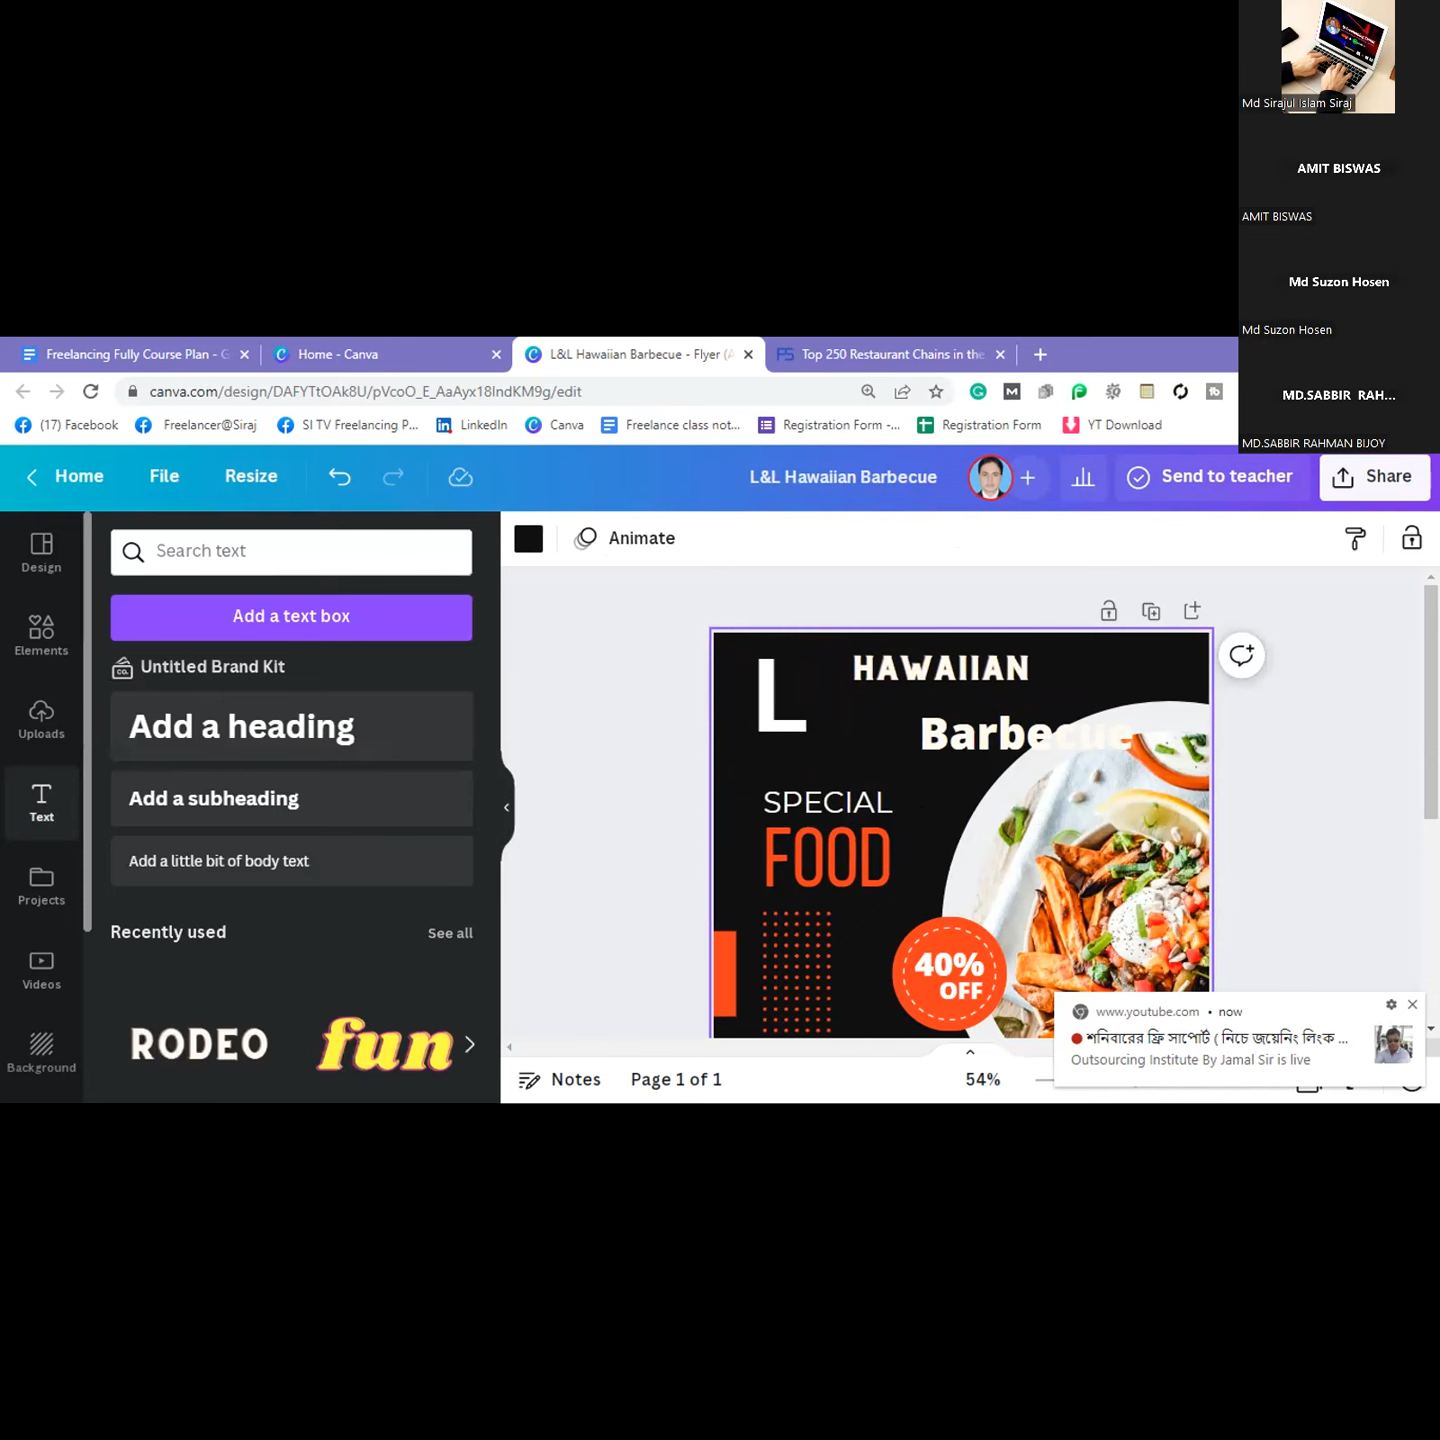 Md Sirajul Islam Siraj
AMIT BISWAS
AMIT BISWAS
Md Suzon Hosen
Md Suzon Hosen
MD.SABBIR RAH...
MD.SABBIR RAHMAN BIJOY
Freelancing Fully Course Plan - G
Home - Canva
L&L Hawaiian Barbecue - Flyer (A
Top 250 Restaurant Chains in the
canva.com/design/DAFYTtOAk8U/pVcoO_E_AaAyx18IndKM9g/edit
(17) Facebook
Freelancer@Siraj
SI TV Freelancing P...
LinkedIn
Canva
Freelance class not...
Registration Form -...
Registration Form
YT Download
Home
File
Resize
L&L Hawaiian Barbecue
Send to teacher
Share
Design
Elements
Uploads
Text
Projects
Videos
Background
Search text
Add a text box
Untitled Brand Kit
Add a heading
Add a subheading
Add a little bit of body text
Recently used
See all
RODEO
fun
Animate
L
HAWAIIAN
Barbecue
SPECIAL
FOOD
40%
OFF
www.youtube.com • now
শনিবারের ফ্রি সাপোর্ট ( নিচে জয়েনিং লিংক ...
Outsourcing Institute By Jamal Sir is live
Notes
Page 1 of 1
54%